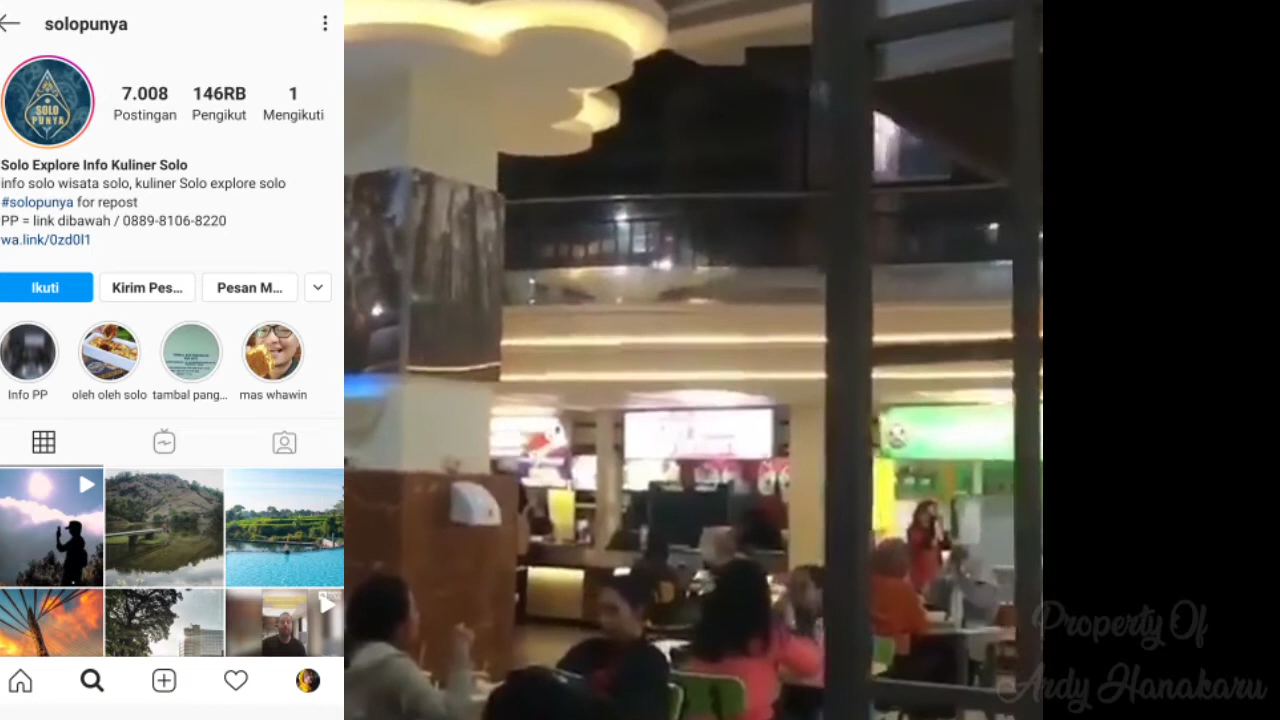 solopunya
SOLO
PUNYA
7.008 146RB 1
Postingan Pengikut Mengikuti
Solo Explore Info Kuliner Solo
info solo wisata solo, kuliner Solo explore solo
#solopunya for repost
PP = link dibawah / 0889-8106-8220
wa.link/0zd0l1
Ikuti Kirim Pes... Pesan M...
Info PP oleh oleh solo tambal pang... mas whawin
Property Of
Ardy Hanakaru